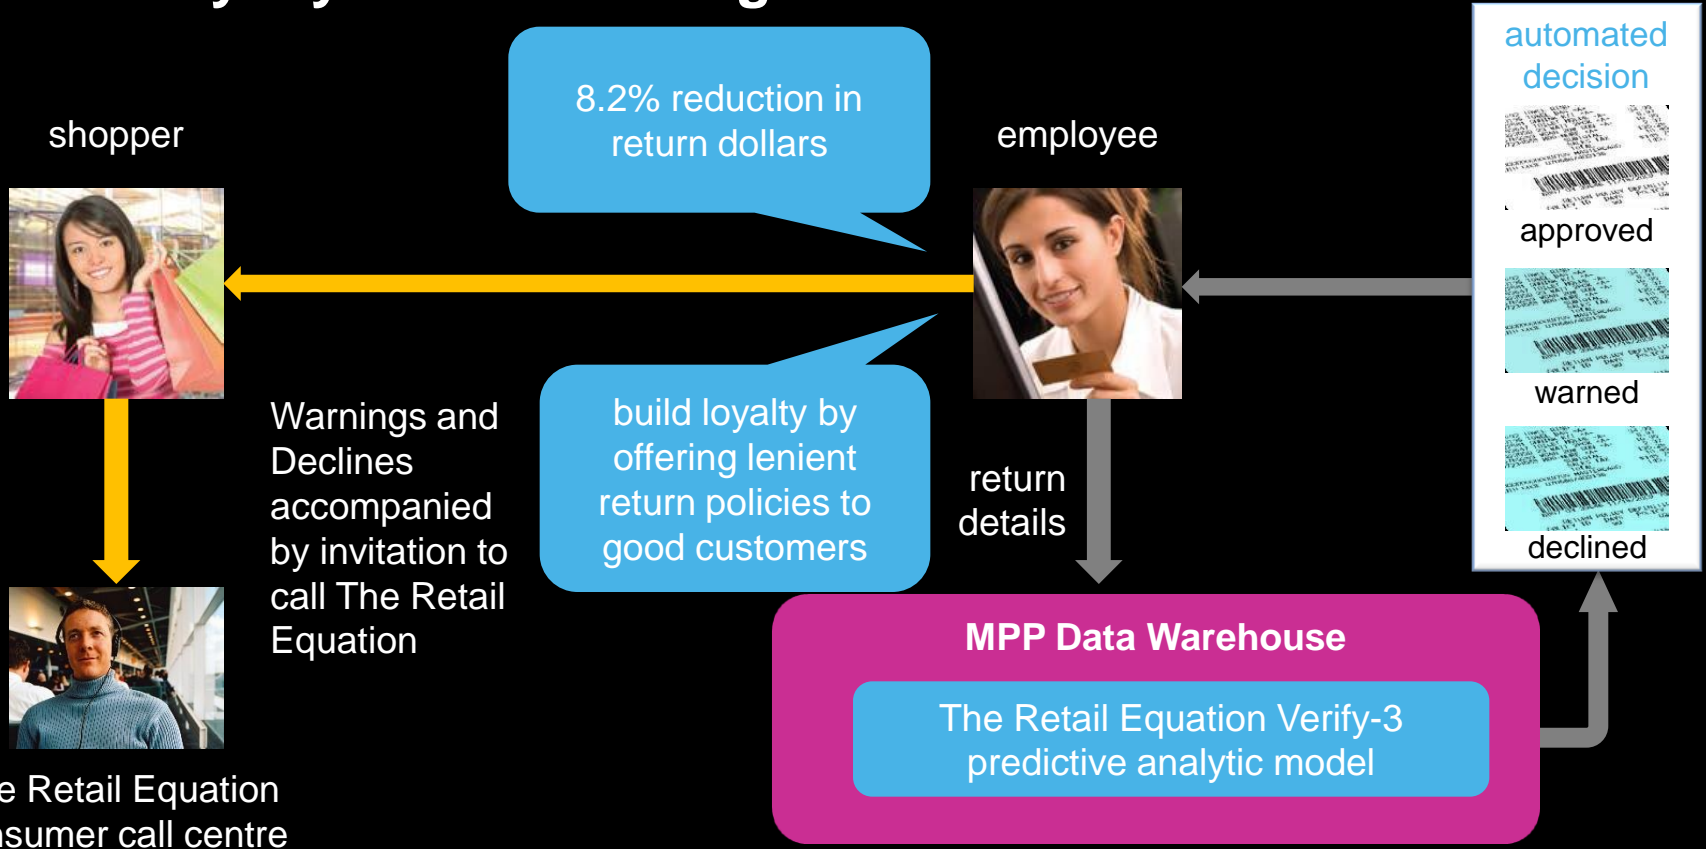 automated
decision
8.2% reduction in
return dollars
shopper
employee
approved
warned
declined
Warnings and
Declines
accompanied
by invitation to
call The Retail
Equation
build loyalty by
offering lenient
return policies to
good customers
return
details
MPP Data Warehouse
The Retail Equation Verify-3
predictive analytic model
Retail Equation
call centre